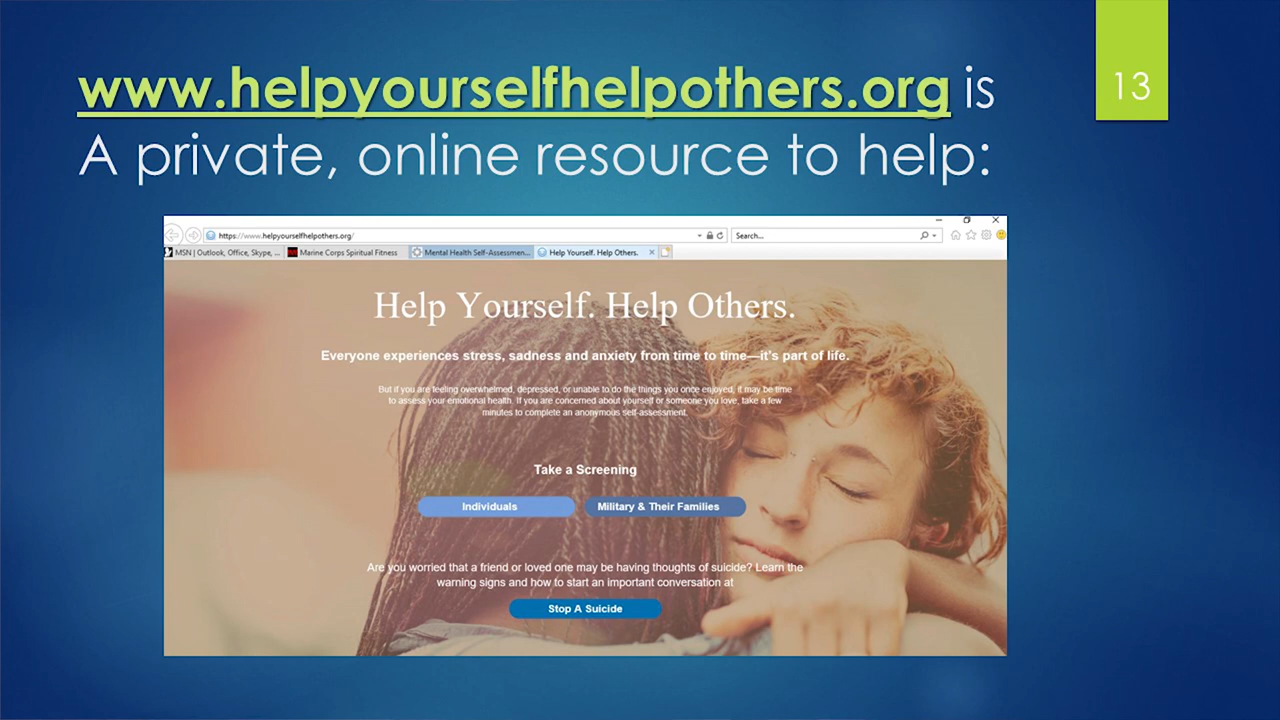 www.helpyourselfhelpothers.org is
13
A private, online resource to help:
https://www.helpyourselfhelpothers.org/
Search...
MSN | Outlook, Office, Skype, ...
Marine Corps Spiritual Fitness
Mental Health Self-Assessmen...
Help Yourself. Help Others.
Help Yourself. Help Others.
Everyone experiences stress, sadness and anxiety from time to time—it's part of life.
But if you are feeling overwhelmed, depressed, or unable to do the things you once enjoyed, it may be time
to assess your emotional health. If you are concerned about yourself or someone you love, take a few
minutes to complete an anonymous self-assessment.
Take a Screening
Individuals
Military & Their Families
Are you worried that a friend or loved one may be having thoughts of suicide? Learn the
warning signs and how to start an important conversation at
Stop A Suicide